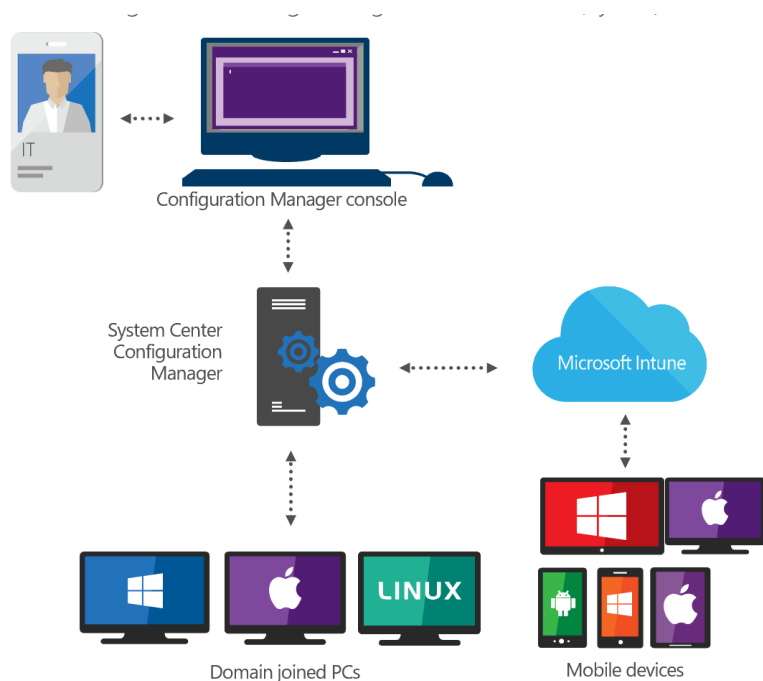 IT
Configuration Manager console
System Center
Configuration
Manager
Microsoft Intune
LINUX
Domain joined PCs
Mobile devices